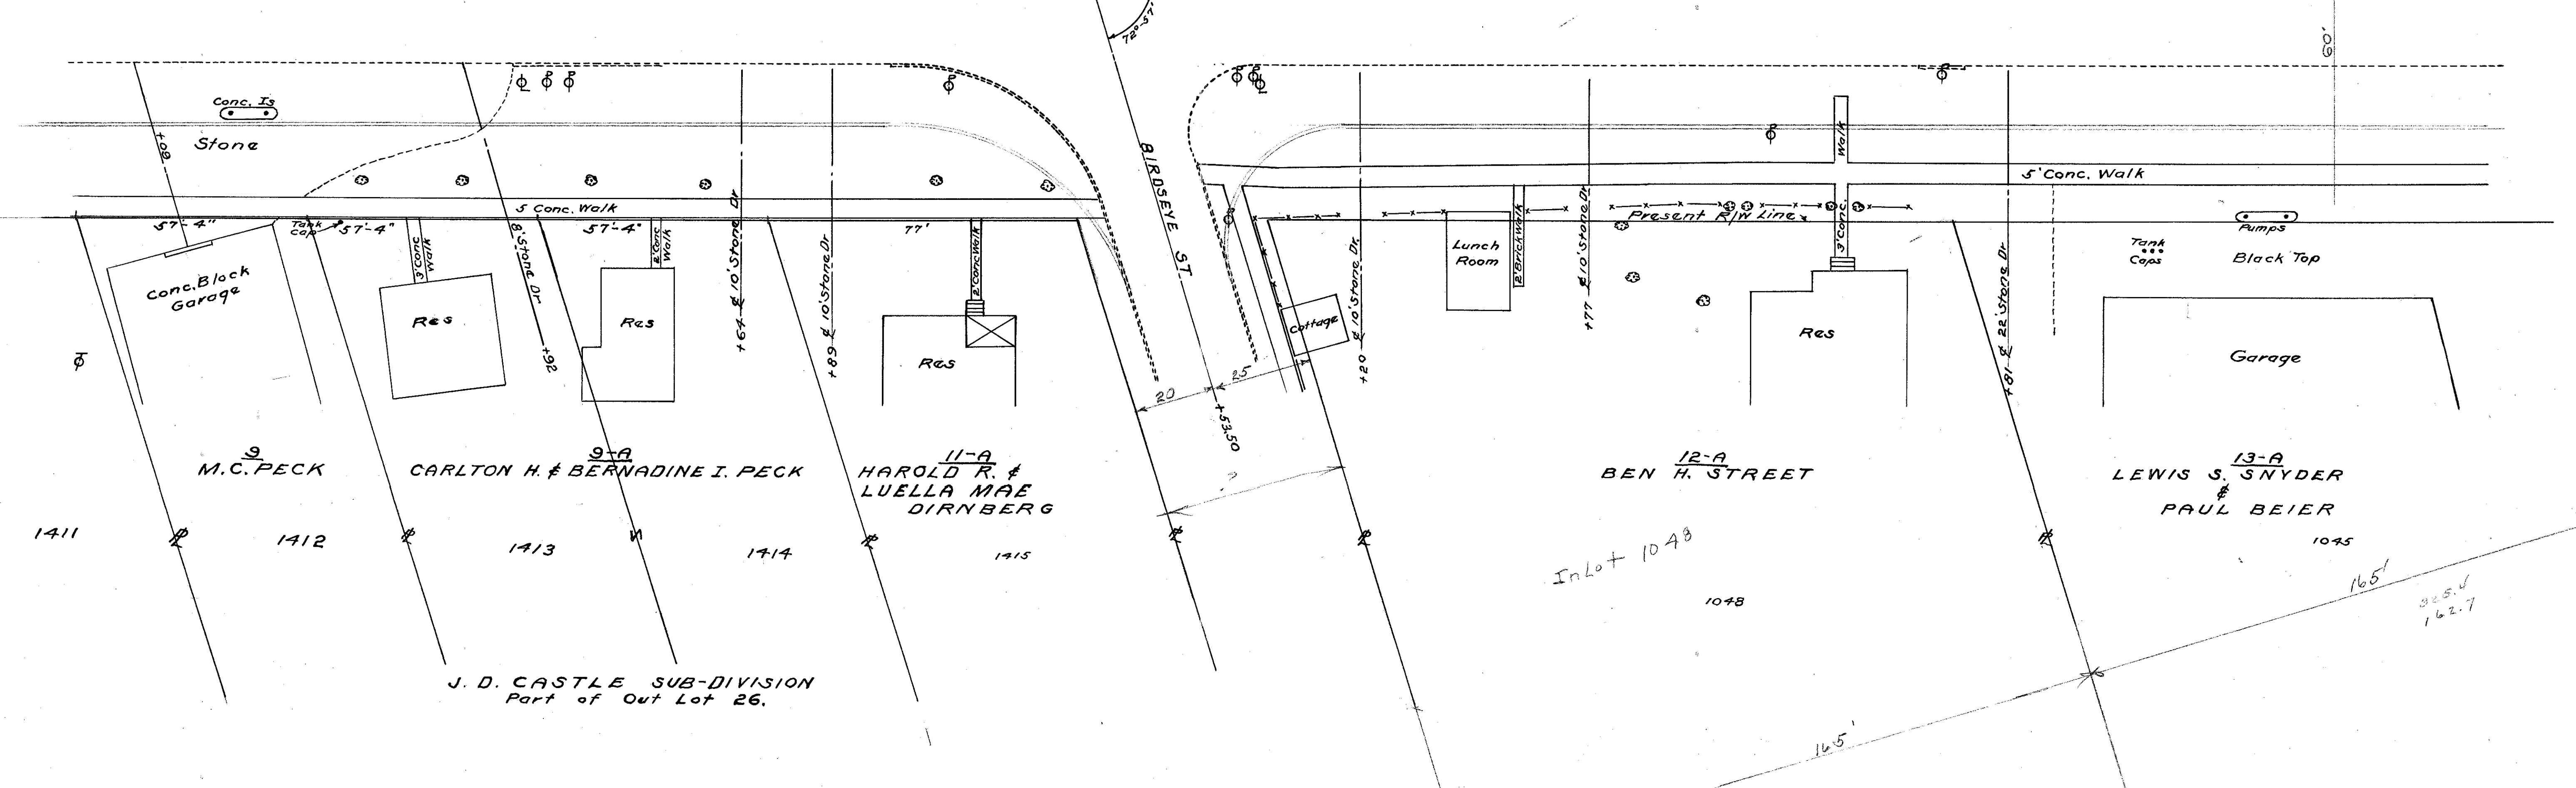 72°-57'
60'
Conc. Is
Stone
+09
BIRDSEYE ST.
Walk
5' Conc. Walk
5 Conc. Walk
57'-4"
Tank
Cap
57'-4"
57'-4"
77'
Present R/W Line
Pumps
Tank
Caps
Black Top
Conc. Block
Garage
3' Conc
Walk
8' Stone Dr
+92
2' Conc
Walk
+64 ℄ 10' Stone Dr
+89 ℄ 10' Stone Dr
2' Conc Walk
Cottage
+20 ℄ 10' Stone Dr.
Lunch
Room
2' Brick Walk
+77 ℄ 10' Stone Dr
3' Conc.
+81 ℄ 22' Stone Dr
Res
Res
Res
Res
Garage
20
25
+53.50
9
M.C. PECK
9-A
CARLTON H. & BERNADINE I. PECK
11-A
HAROLD R. &
LUELLA MAE
DIRNBERG
?
12-A
BEN H. STREET
13-A
LEWIS S. SNYDER
&
PAUL BEIER
1411
1412
1413
1414
1415
InLot 1048
1048
1045
165'
162.7
165'
J. D. CASTLE SUB-DIVISION
Part of Out Lot 26.